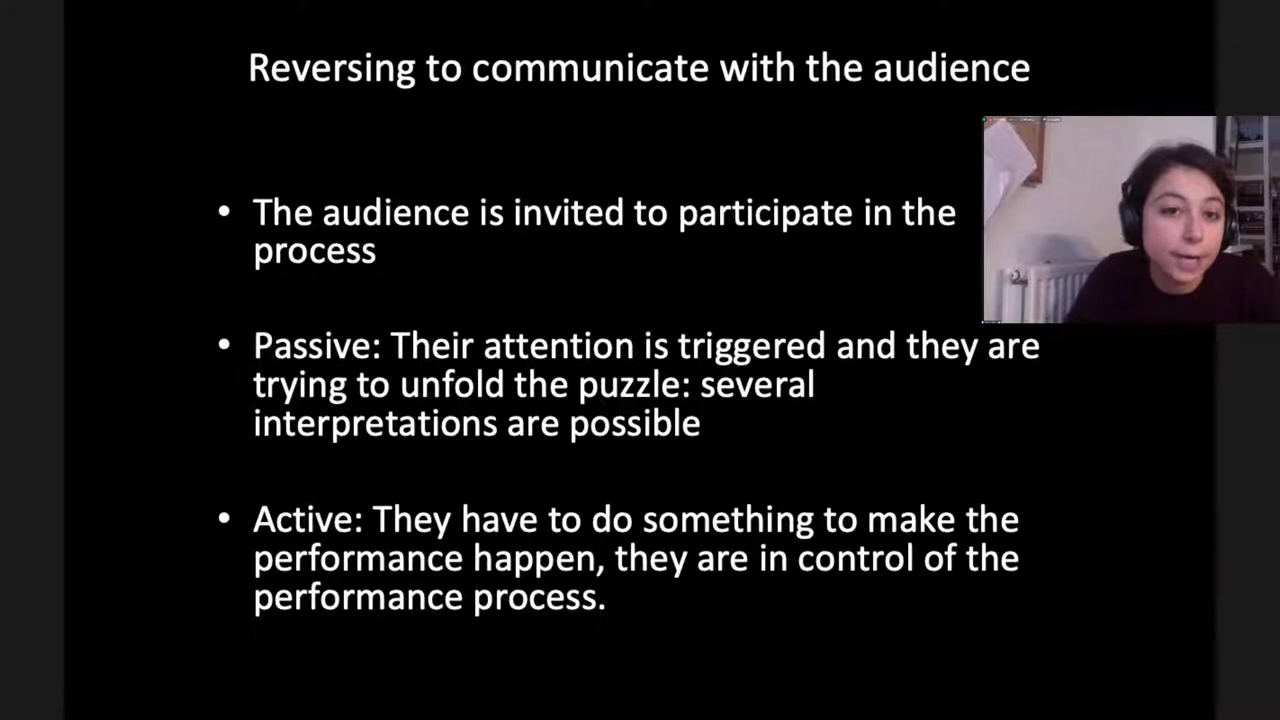 Reversing to communicate with the audience
• The audience is invited to participate in the
process
• Passive: Their attention is triggered and they are
trying to unfold the puzzle: several
interpretations are possible
• Active: They have to do something to make the
performance happen, they are in control of the
performance process.